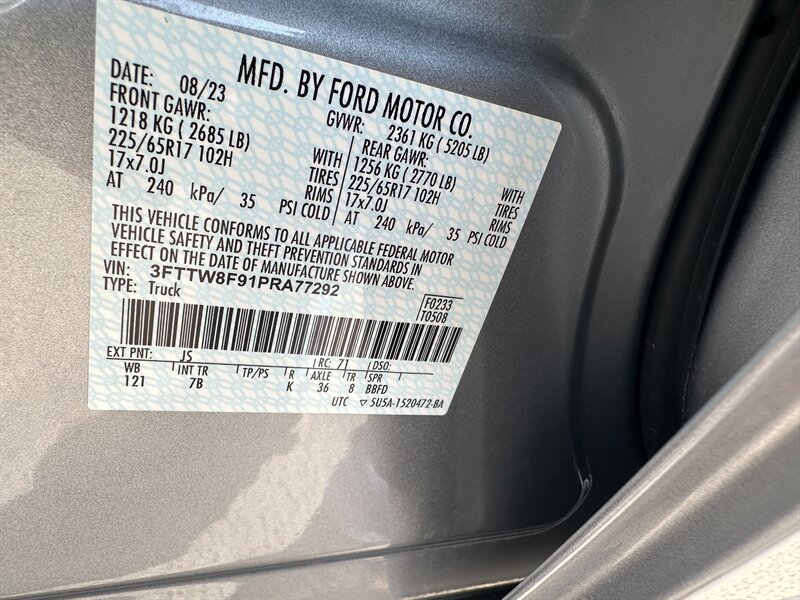 MFD. BY FORD MOTOR CO.
DATE: 08/23 GVWR: 2361 KG ( 5205 LB)
FRONT GAWR: REAR GAWR:
1218 KG ( 2685 LB) WITH 1256 KG ( 2770 LB) WITH
225/65R17 102H TIRES 225/65R17 102H TIRES
17x7.0J RIMS 17x7.0J RIMS
AT 240 kPa/ 35 PSI COLD AT 240 kPa/ 35 PSI COLD
THIS VEHICLE CONFORMS TO ALL APPLICABLE FEDERAL MOTOR
VEHICLE SAFETY AND THEFT PREVENTION STANDARDS IN
EFFECT ON THE DATE OF MANUFACTURE SHOWN ABOVE.
VIN: 3FTTW8F91PRA77292
TYPE: Truck
F0233
T0508
EXT PNT: JS RC: 71 DSO:
WB INT TR TP/PS R AXLE TR SPR
121 7B K 36 8 BBFD
UTC ▽ 5U5A-1520472-BA